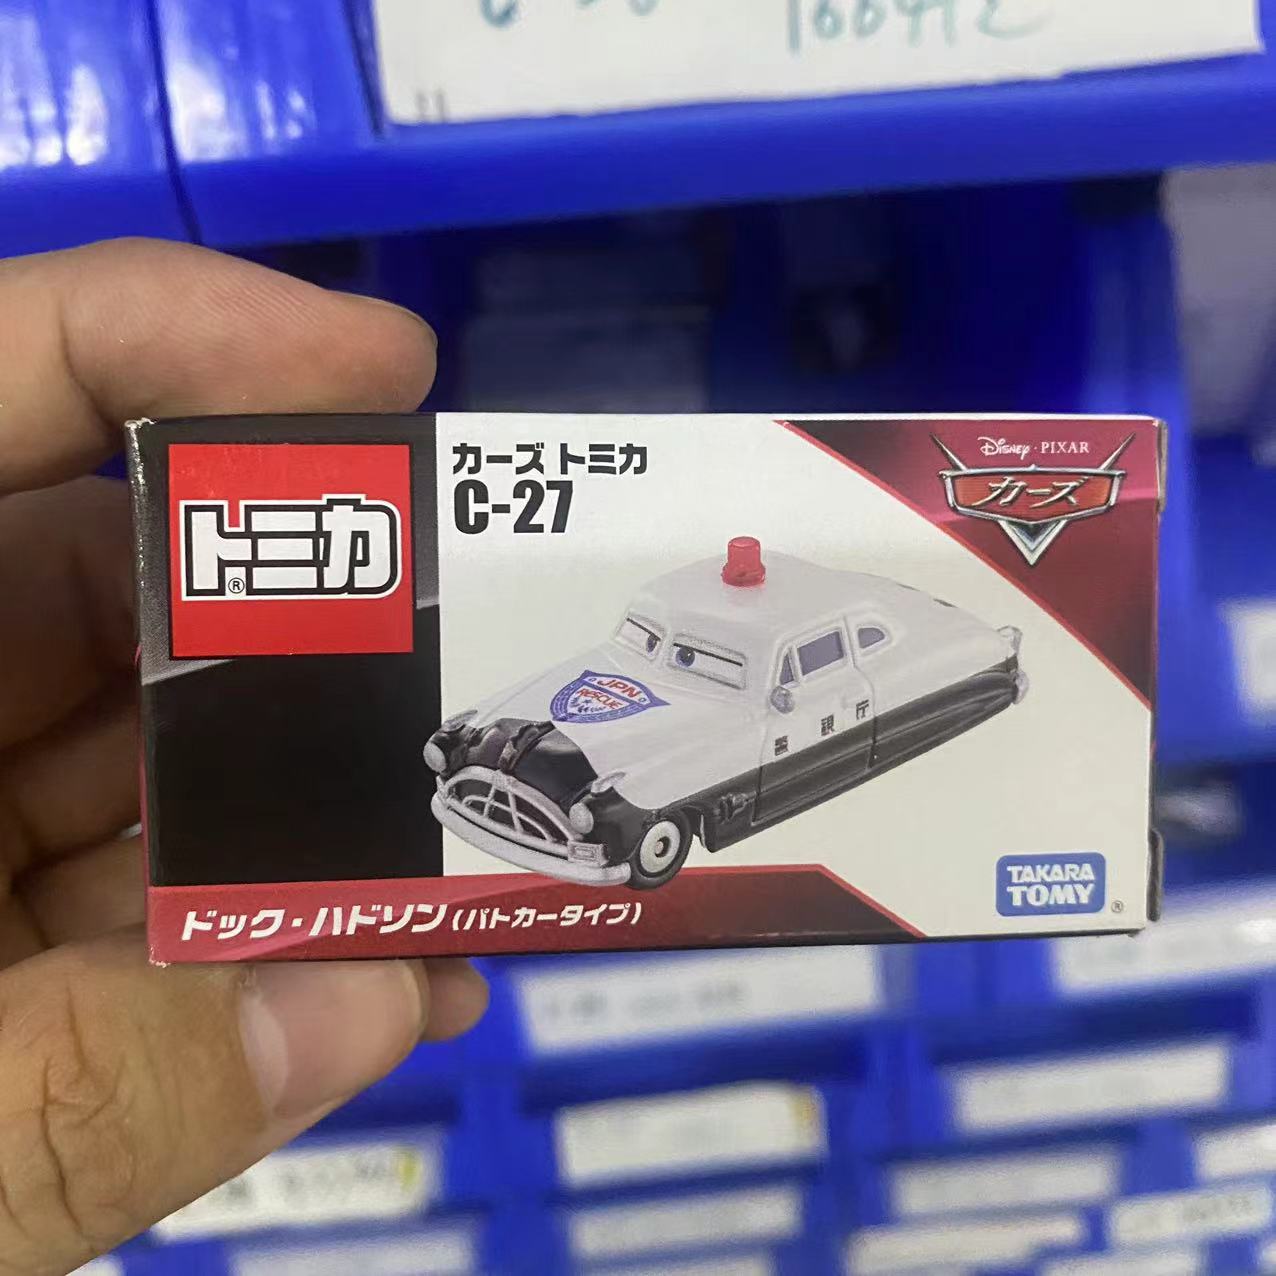 166912
トミカ®
カーズ トミカ
C-27
Disney · PIXAR
カーズ
JPN
RESCUE
警視庁
ドック・ハドソン(パトカータイプ)
TAKARA
TOMY®